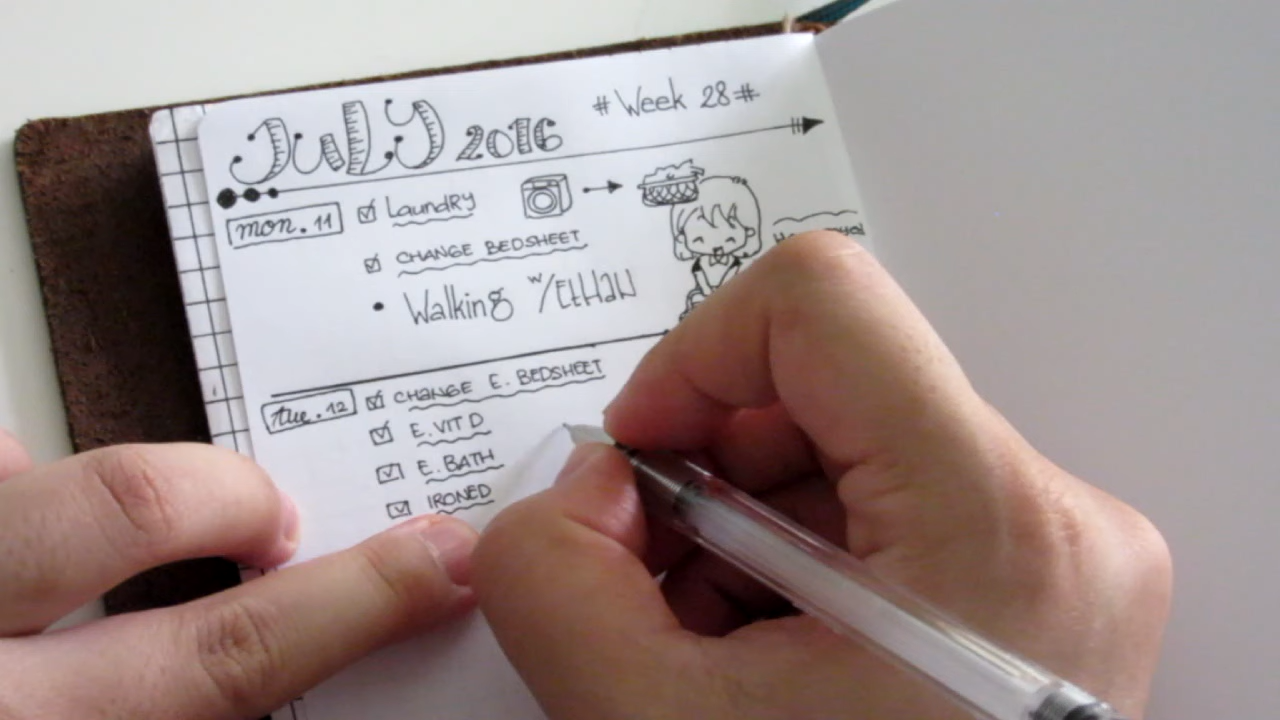 JULY 2016 #Week 28#
mon. 11
LaundRY
CHANGE BEDSHEET
Walking w/EtHaN
tue. 12
CHaNGE E. BEDSHEET
E. VIT D
E. BATH
IRONED